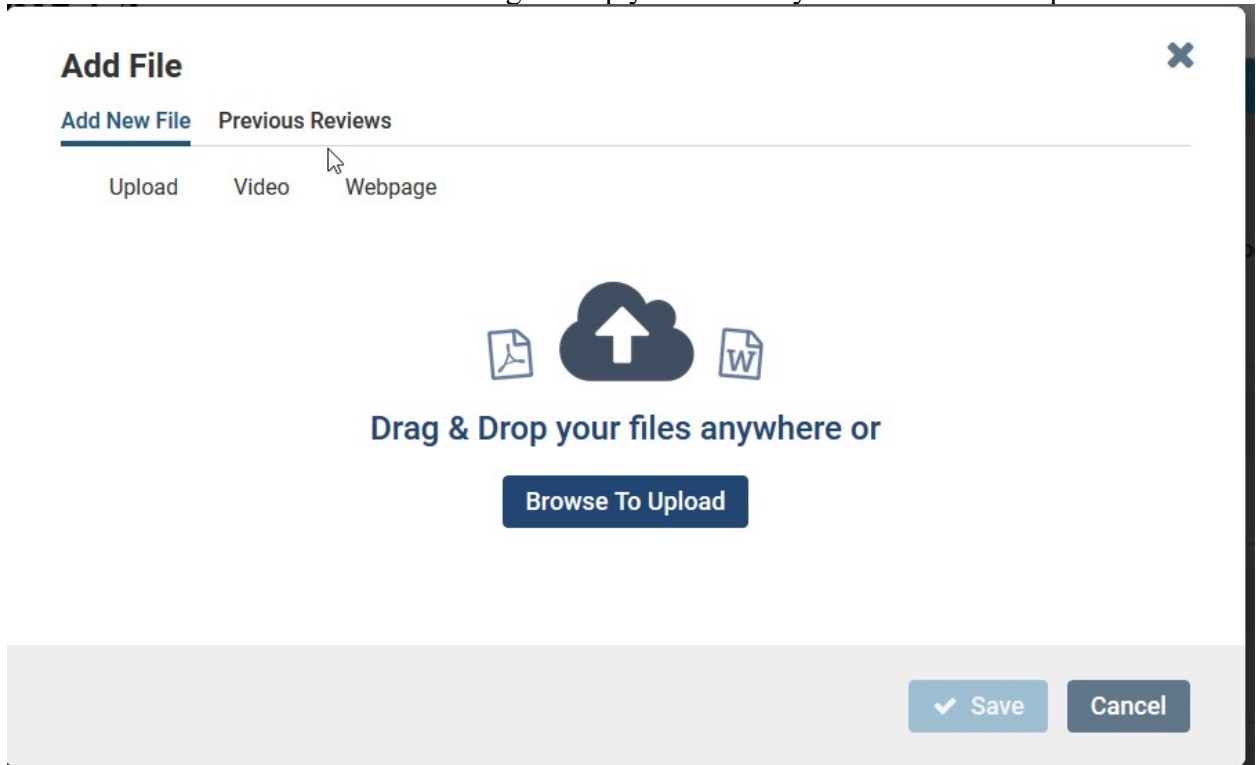 Add File
Add New File Previous Reviews
Upload Video Webpage
W
Drag & Drop your files anywhere or
Browse To Upload
Save Cancel